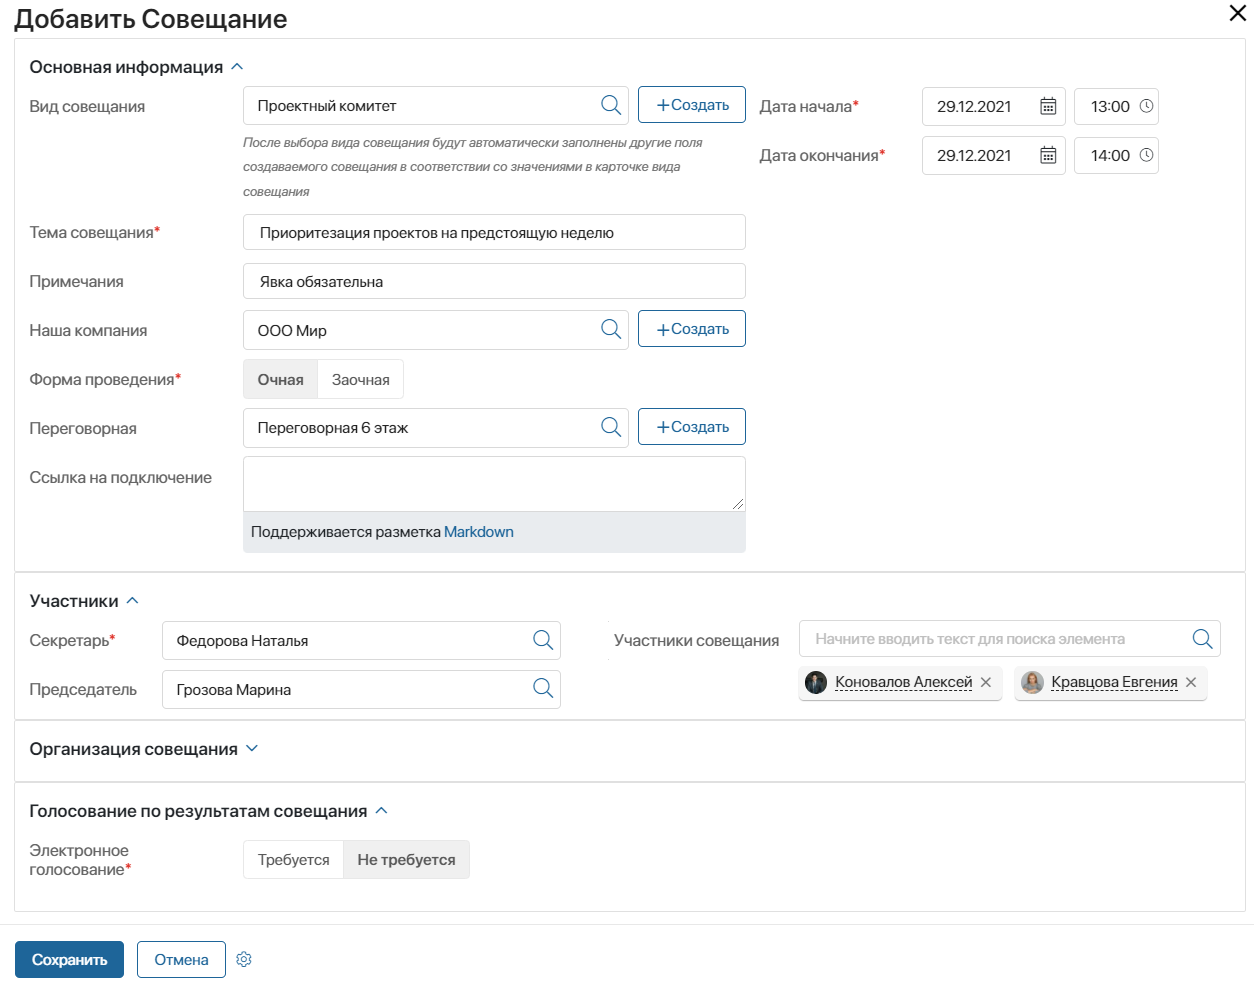 Добавить Совещание
Основная информация
Вид совещания
Проектный комитет
+Создать
Дата начала*
29.12.2021
13:00
После выбора вида совещания будут автоматически заполнены другие поля
создаваемого совещания в соответствии со значениями в карточке вида
совещания
Дата окончания*
29.12.2021
14:00
Тема совещания*
Приоритезация проектов на предстоящую неделю
Примечания
Явка обязательна
Наша компания
ООО Мир
+Создать
Форма проведения*
Очная
Заочная
Переговорная
Переговорная 6 этаж
+Создать
Ссылка на подключение
Поддерживается разметка Markdown
Участники
Секретарь*
Федорова Наталья
Участники совещания
Начните вводить текст для поиска элемента
Коновалов Алексей
Кравцова Евгения
Председатель
Грозова Марина
Организация совещания
Голосование по результатам совещания
Электронное
голосование*
Требуется
Не требуется
Сохранить
Отмена